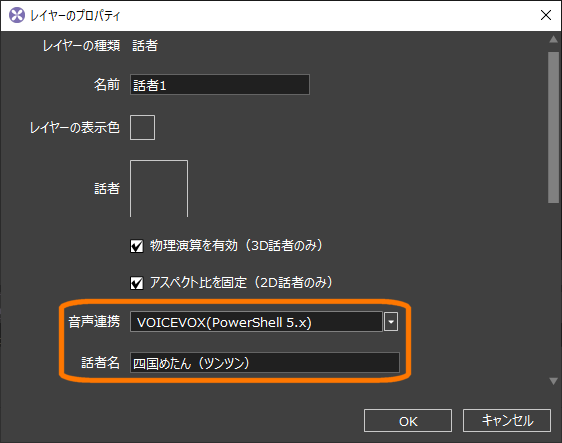 レイヤーのプロパティ
レイヤーの種類 話者
名前 話者1
レイヤーの表示色
話者
物理演算を有効（3D話者のみ）
アスペクト比を固定（2D話者のみ）
音声連携 VOICEVOX(PowerShell 5.x)
話者名 四国めたん（ツンツン）
OK キャンセル